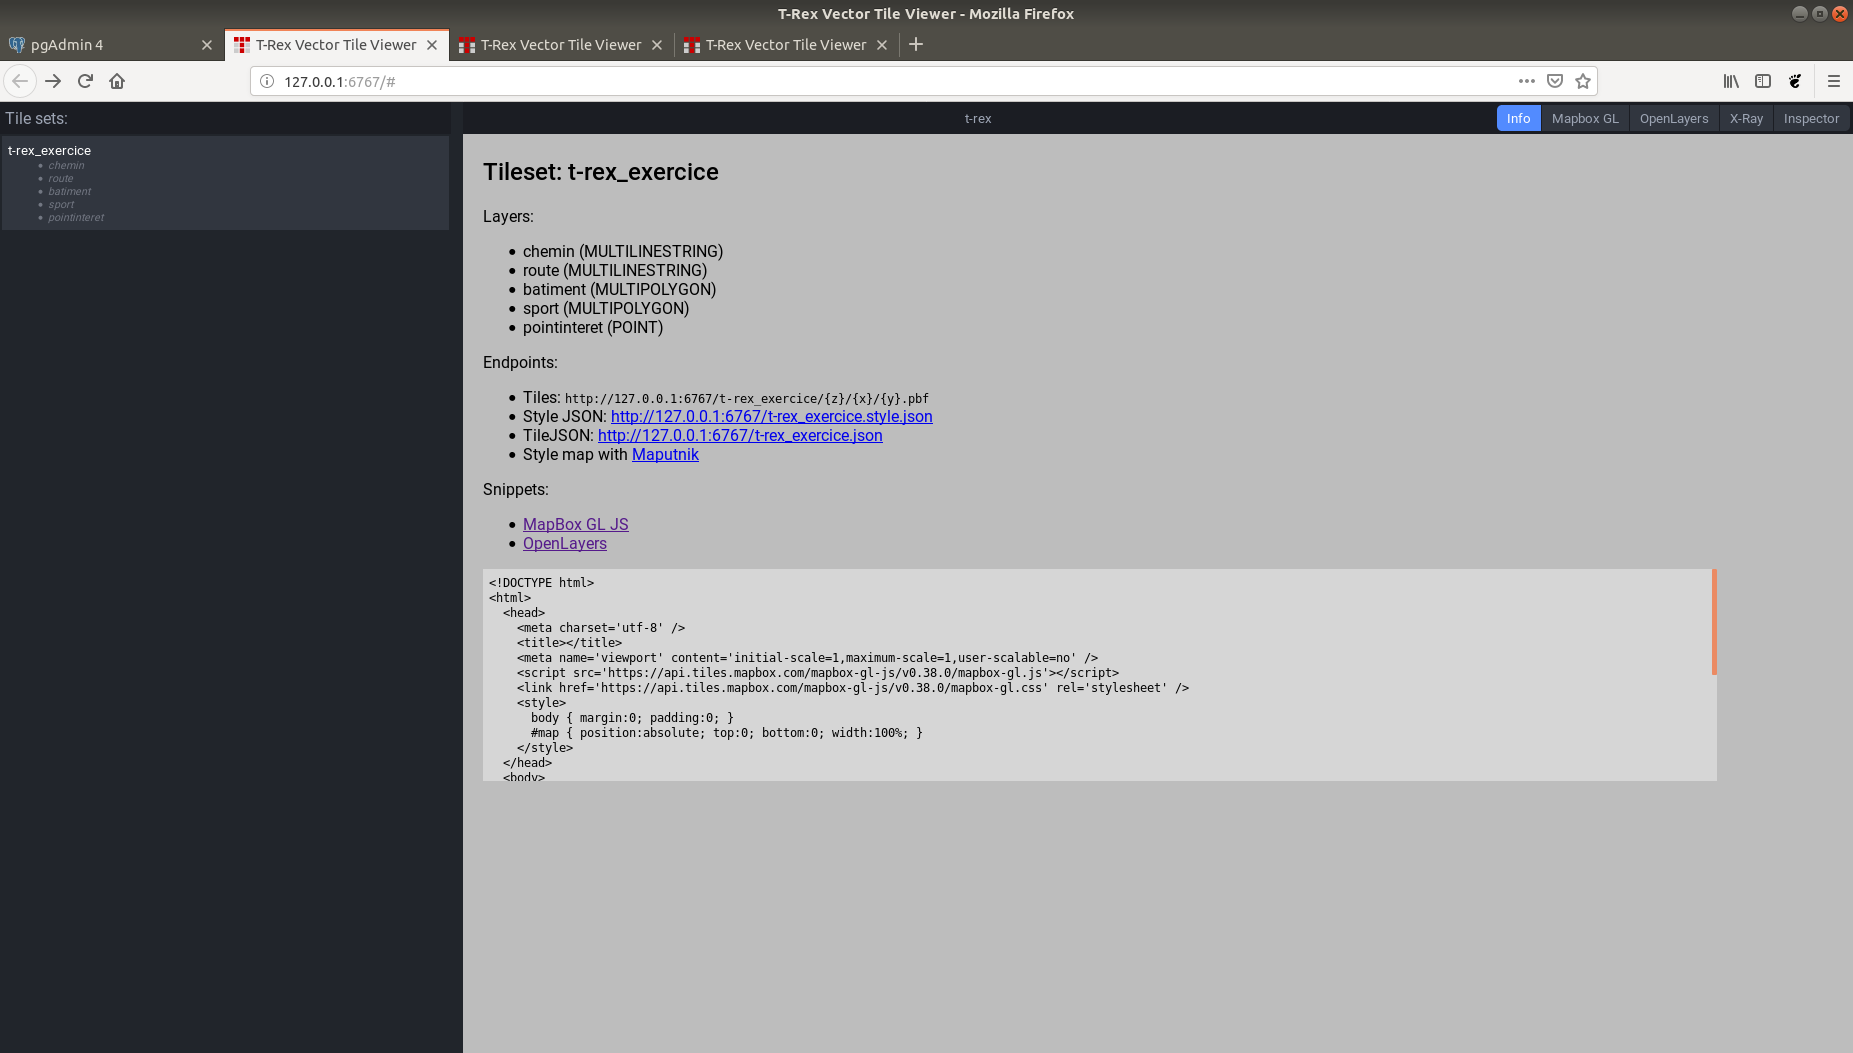 T-Rex Vector Tile Viewer - Mozilla Firefox
pgAdmin 4
T-Rex Vector Tile Viewer
T-Rex Vector Tile Viewer
T-Rex Vector Tile Viewer
127.0.0.1:6767/#
Tile sets:
t-rex
Info
Mapbox GL
OpenLayers
X-Ray
Inspector
t-rex_exercice
chemin
route
batiment
sport
pointinteret
Tileset: t-rex_exercice
Layers:
chemin (MULTILINESTRING)
route (MULTILINESTRING)
batiment (MULTIPOLYGON)
sport (MULTIPOLYGON)
pointinteret (POINT)
Endpoints:
Tiles: http://127.0.0.1:6767/t-rex_exercice/{z}/{x}/{y}.pbf
Style JSON: http://127.0.0.1:6767/t-rex_exercice.style.json
TileJSON: http://127.0.0.1:6767/t-rex_exercice.json
Style map with Maputnik
Snippets:
MapBox GL JS
OpenLayers
<!DOCTYPE html>
<html>
<head>
<meta charset='utf-8' />
<title></title>
<meta name='viewport' content='initial-scale=1,maximum-scale=1,user-scalable=no' />
<script src='https://api.tiles.mapbox.com/mapbox-gl-js/v0.38.0/mapbox-gl.js'></script>
<link href='https://api.tiles.mapbox.com/mapbox-gl-js/v0.38.0/mapbox-gl.css' rel='stylesheet' />
<style>
body { margin:0; padding:0; }
#map { position:absolute; top:0; bottom:0; width:100%; }
</style>
</head>
<body>